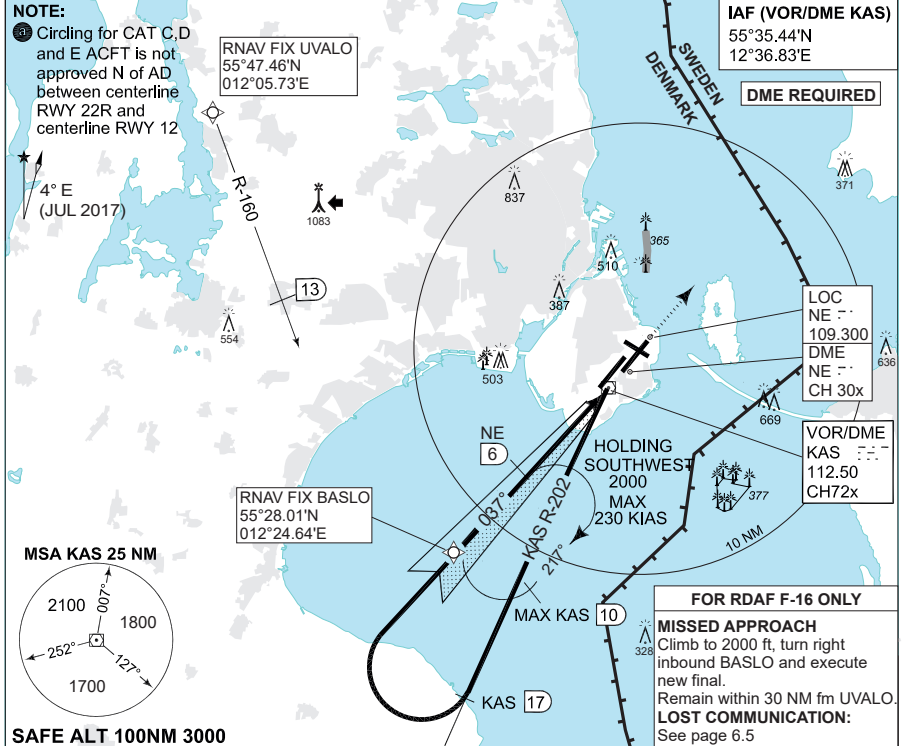 NOTE:
a Circling for CAT C,D
and E ACFT is not
approved N of AD
between centerline
RWY 22R and
centerline RWY 12
4° E
(JUL 2017)
RNAV FIX UVALO
55°47.46'N
012°05.73'E
R-160
13
1083
554
837
510
387
365
503
SWEDEN
DENMARK
IAF (VOR/DME KAS)
55°35.44'N
12°36.83'E
DME REQUIRED
371
LOC
NE
109.300
DME
NE
CH 30x
636
669
VOR/DME
KAS
112.50
CH72x
NE
6
HOLDING
SOUTHWEST
2000
MAX
230 KIAS
037°
KAS R-202
217°
377
10 NM
RNAV FIX BASLO
55°28.01'N
012°24.64'E
MAX KAS 10
KAS 17
328
MSA KAS 25 NM
2100
007°
1800
252°
127°
1700
SAFE ALT 100NM 3000
FOR RDAF F-16 ONLY
MISSED APPROACH
Climb to 2000 ft, turn right
inbound BASLO and execute
new final.
Remain within 30 NM fm UVALO.
LOST COMMUNICATION:
See page 6.5